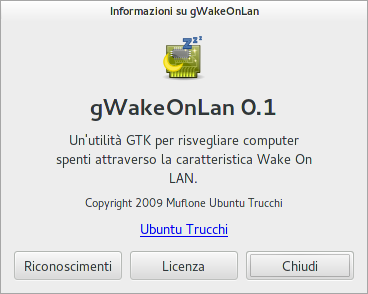 Informazioni su gWakeOnLan
zzz
gWakeOnLan 0.1
Un'utilità GTK per risvegliare computer
spenti attraverso la caratteristica Wake On
LAN.
Copyright 2009 Muflone Ubuntu Trucchi
Ubuntu Trucchi
Riconoscimenti
Licenza
Chiudi